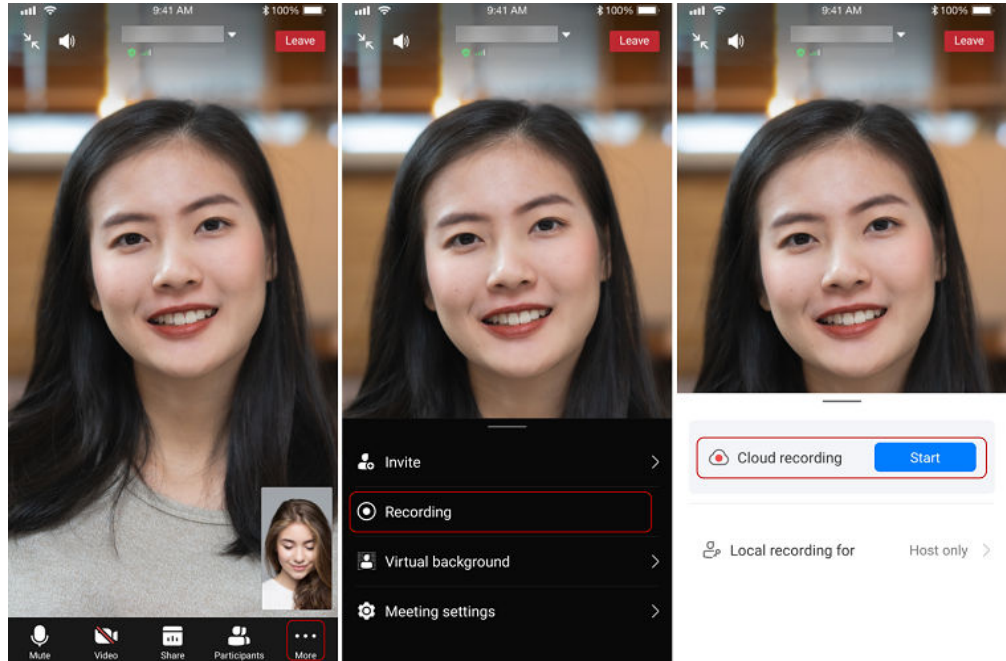 9:41 AM
100%
Leave
Mute
Video
Share
Participants
More
9:41 AM
100%
Leave
Invite
Recording
Virtual background
Meeting settings
9:41 AM
100%
Leave
Cloud recording
Start
Local recording for
Host only